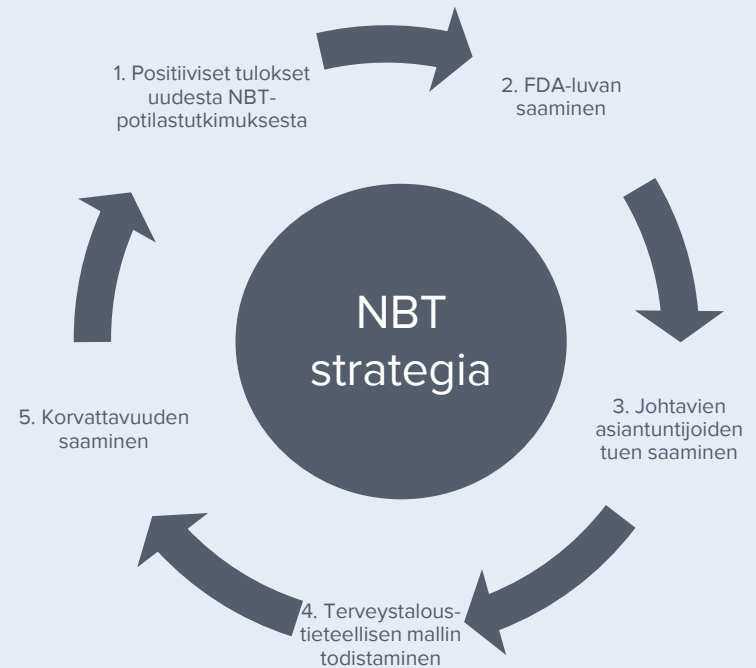 1. Positiiviset tulokset
uudesta NBT-
potilastutkimuksesta
2. FDA-luvan
saaminen
3. Johtavien
asiantuntijoiden
tuen saaminen
4. Terveystalous-
tieteellisen mallin
todistaminen
5. Korvattavuuden
saaminen
NBT
strategia